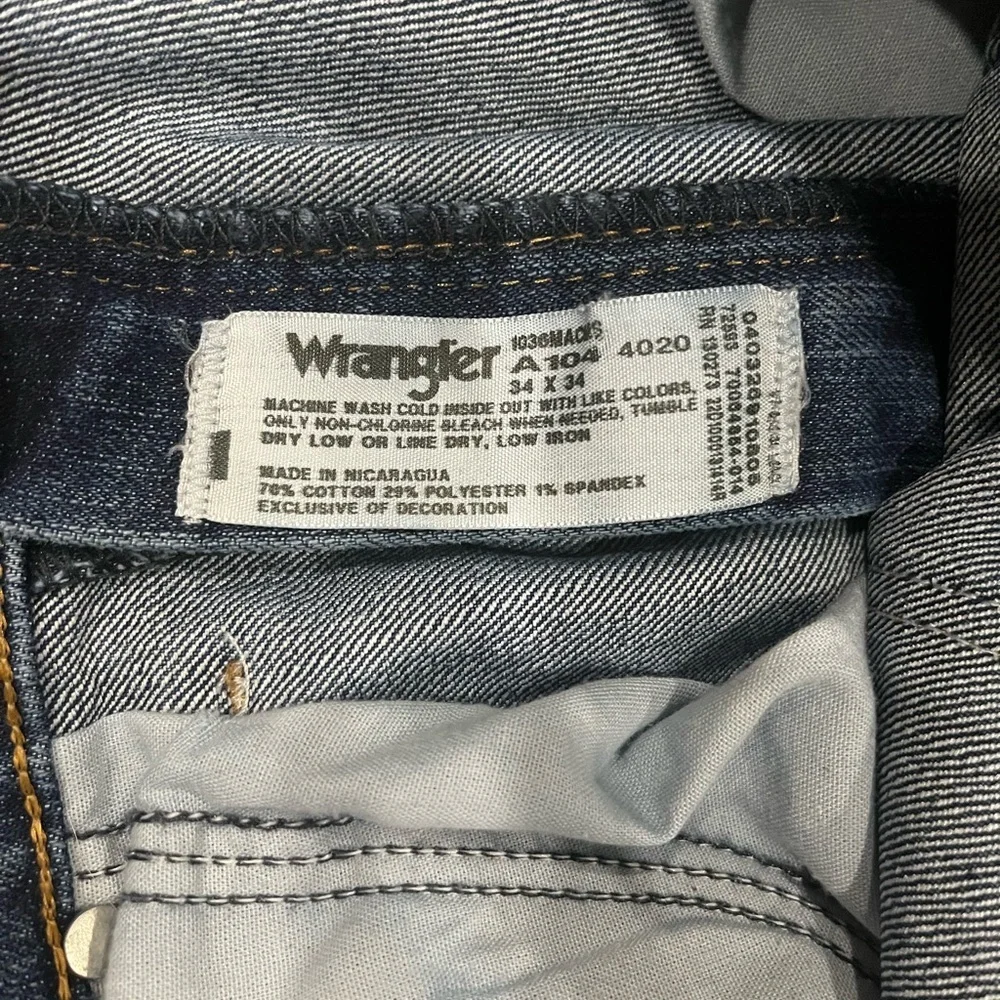 Wrangler
A104 4020
34 X 34
MACHINE WASH COLD INSIDE OUT WITH LIKE COLORS.
ONLY NON-CHLORINE BLEACH WHEN NEEDED, TUMBLE
DRY LOW OR LINE DRY, LOW IRON
MADE IN NICARAGUA
70% COTTON 29% POLYESTER 1% SPANDEX
EXCLUSIVE OF DECORATION
RN 130273